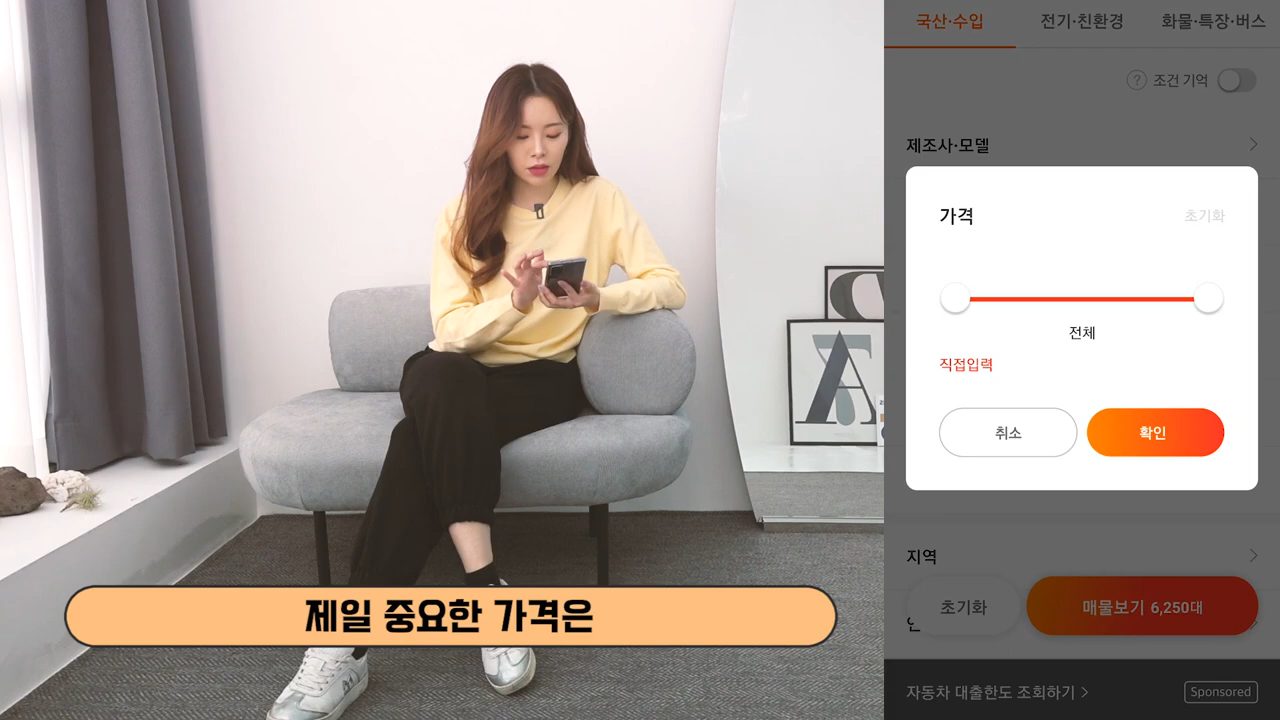 제일 중요한 가격은
국산·수입
전기·친환경
화물·특장·버스
? 조건 기억
제조사·모델
가격
초기화
전체
직접입력
취소
확인
지역
초기화
매물보기 6,250대
자동차 대출한도 조회하기 >
Sponsored